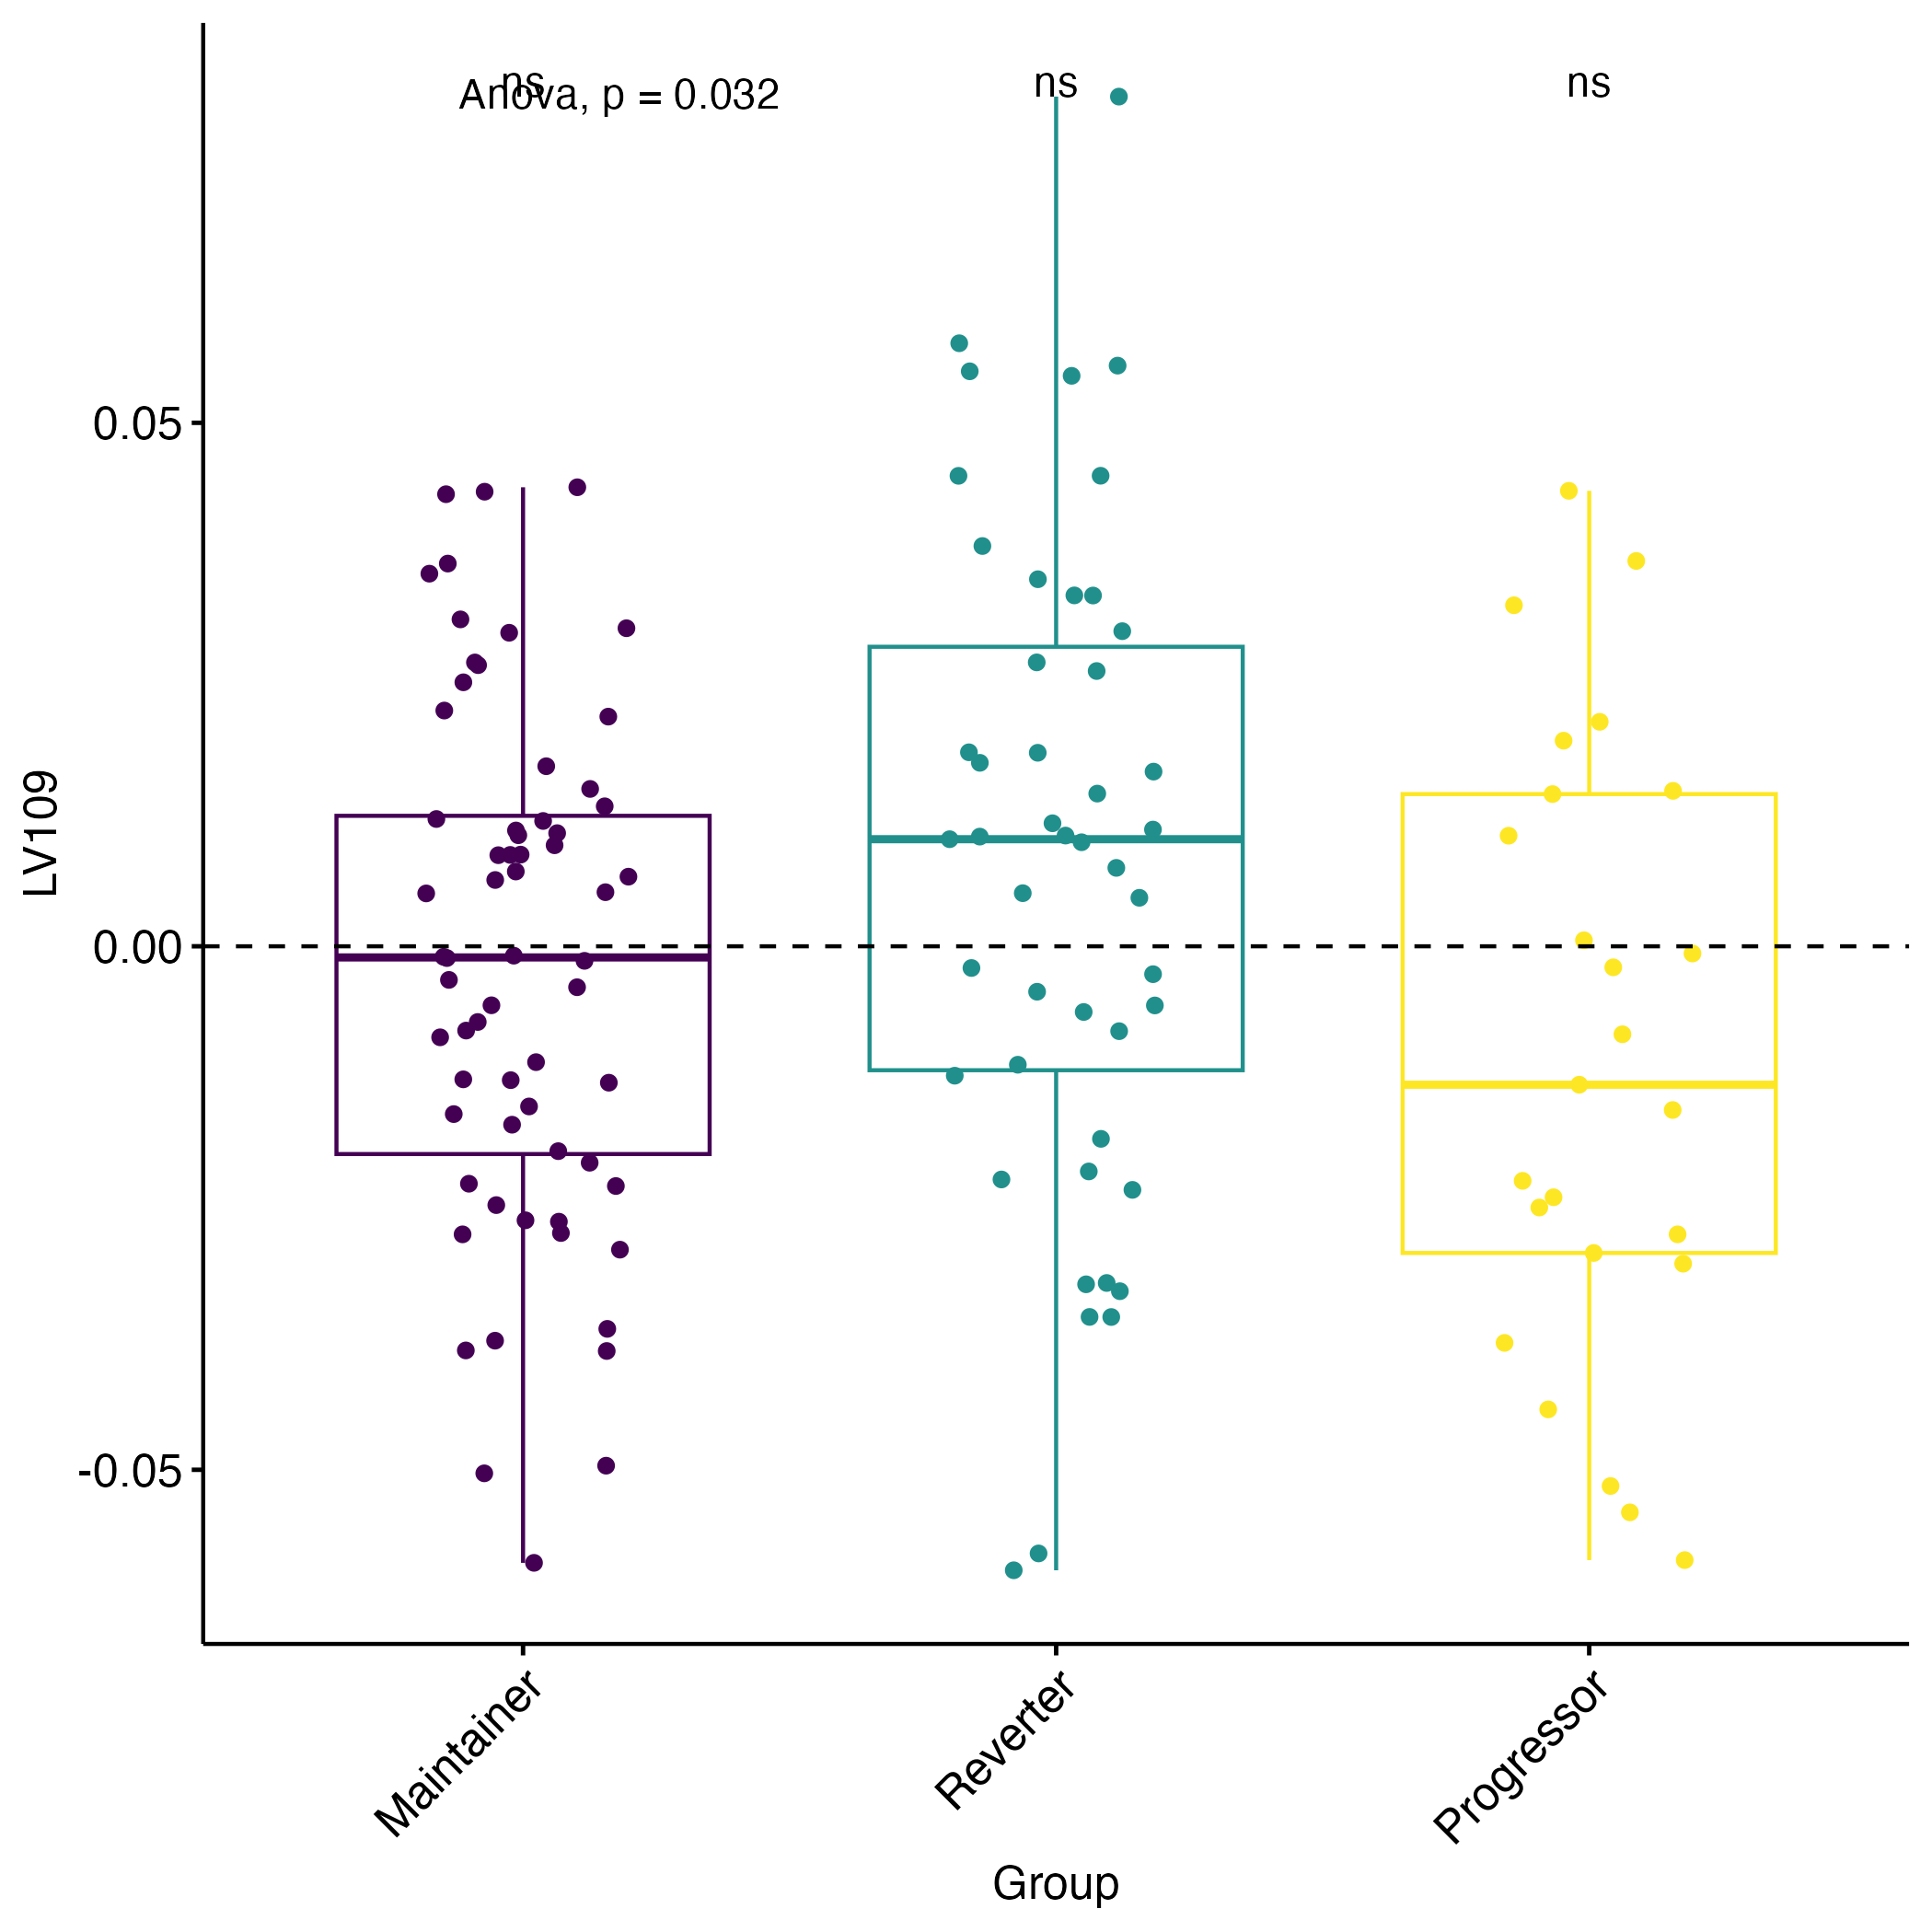 ns
Anova, p = 0.032
ns
ns
LV109
0.05
0.00
-0.05
Maintainer
Reverter
Progressor
Group